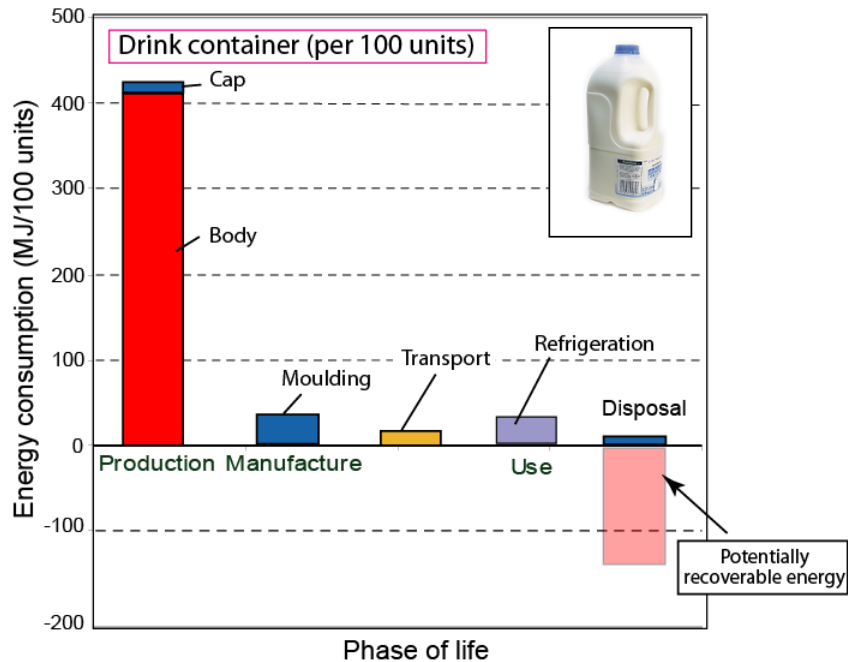 500
Drink container (per 100 units)
Cap
400
300
Body
200
Refrigeration
Transport
100
Moulding
Disposal
0
Production Manufacture
Use
-100
Potentially
recoverable energy
-200
Energy consumption (MJ/100 units)
Phase of life